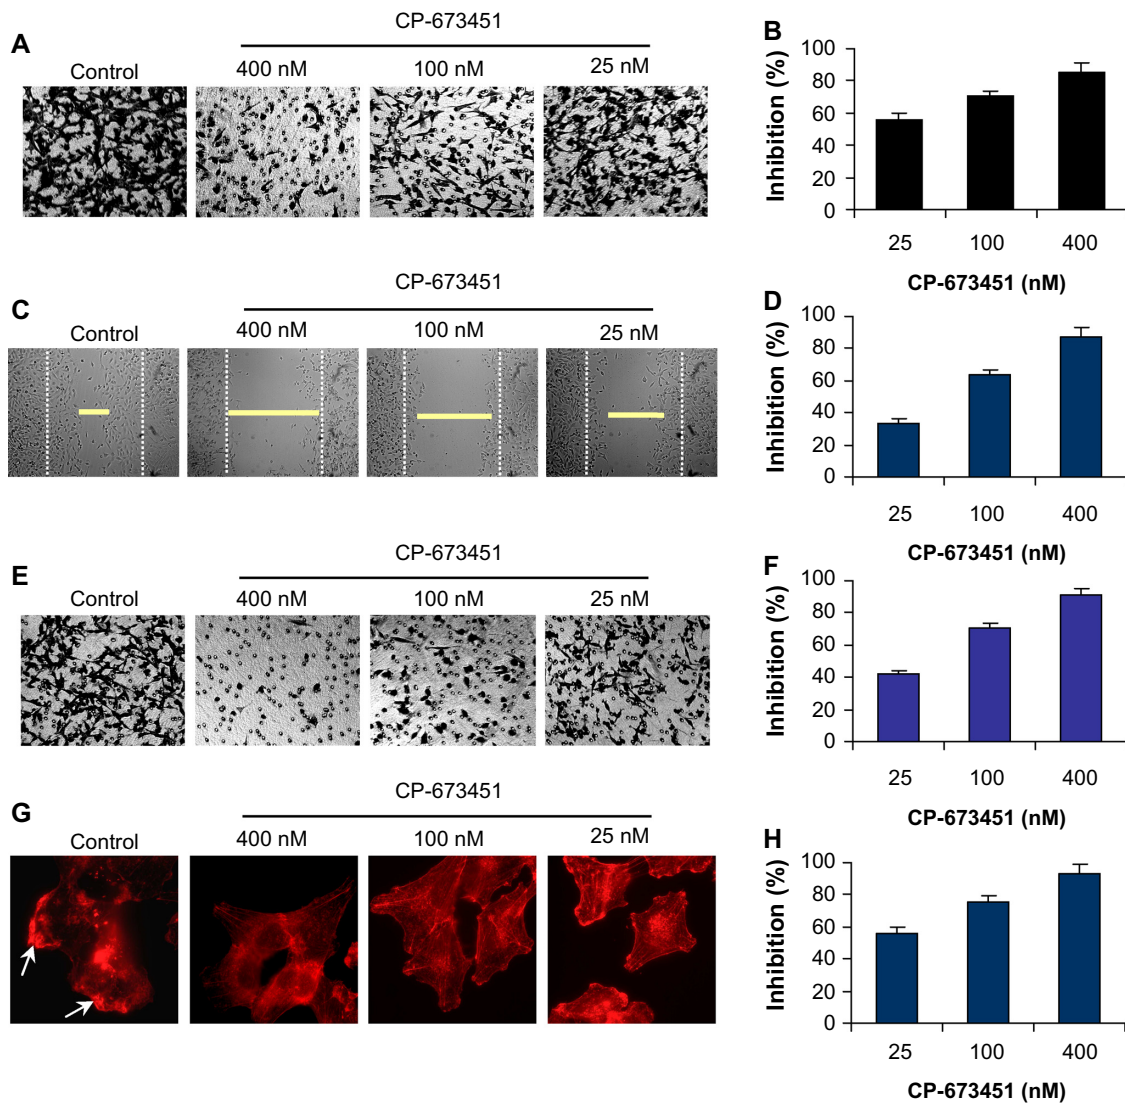 CP-673451
A
Control
400 nM
100 nM
25 nM
B
Inhibition (%)
100
80
60
40
20
0
25
100
400
CP-673451 (nM)
CP-673451
C
Control
400 nM
100 nM
25 nM
D
Inhibition (%)
100
80
60
40
20
0
25
100
400
CP-673451 (nM)
CP-673451
E
Control
400 nM
100 nM
25 nM
F
Inhibition (%)
100
80
60
40
20
0
25
100
400
CP-673451 (nM)
CP-673451
G
Control
400 nM
100 nM
25 nM
H
Inhibition (%)
100
80
60
40
20
0
25
100
400
CP-673451 (nM)